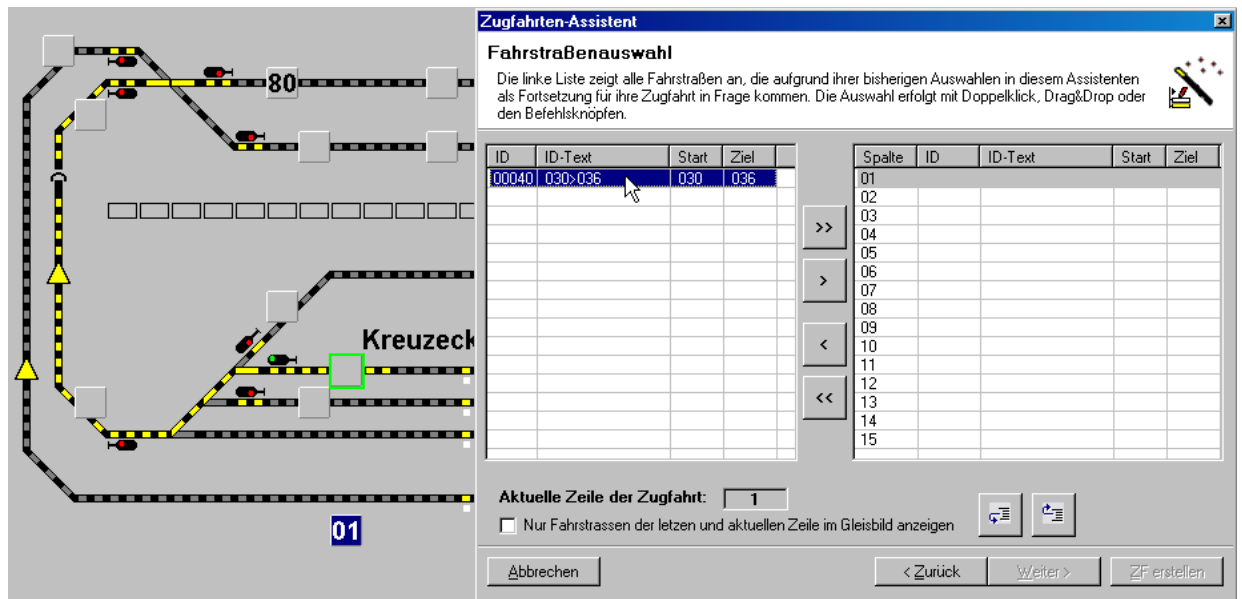 80
Kreuzeck
01
Zugfahrten-Assistent
Fahrstraßenauswahl
Die linke Liste zeigt alle Fahrstraßen an, die aufgrund ihrer bisherigen Auswahlen in diesem Assistenten
als Fortsetzung für ihre Zugfahrt in Frage kommen. Die Auswahl erfolgt mit Doppelklick, Drag&Drop oder
den Befehlsknöpfen.
ID ID-Text Start Ziel
00040 030>036 030 036
>>
>
<
<<
Spalte ID ID-Text Start Ziel
01
02
03
04
05
06
07
08
09
10
11
12
13
14
15
Aktuelle Zeile der Zugfahrt: 1
Nur Fahrstrassen der letzen und aktuellen Zeile im Gleisbild anzeigen
Abbrechen
< Zurück
Weiter >
ZF erstellen